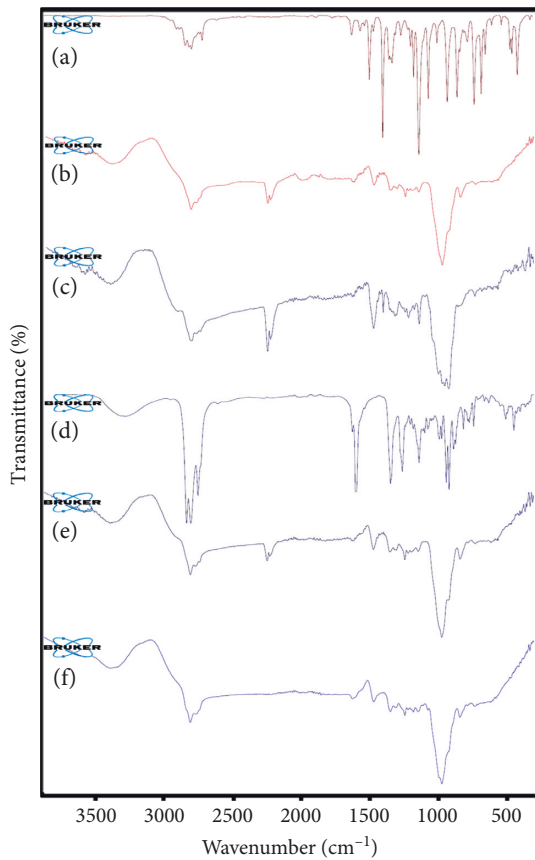 BRUKER
(a)
BRUKER
(b)
BRUKER
(c)
BRUKER
(d)
BRUKER
(e)
BRUKER
(f)
Transmittance (%)
3500 3000 2500 2000 1500 1000 500
Wavenumber (cm⁻¹)